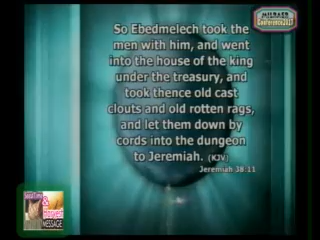 So Ebedmelech took the
men with him, and went
into the house of the king
under the treasury, and
took thence old cast
clouts and old rotten rags,
and let them down by
cords into the dungeon
to Jeremiah. (KJV)
Jeremiah 38:11
Conference2017
&
MESSAGE